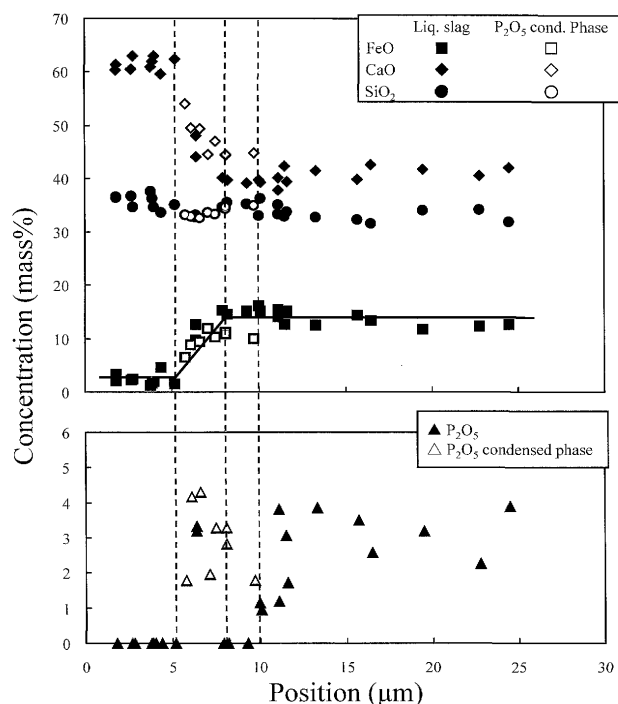 Liq. slag P₂O₅ cond. Phase
FeO
CaO
SiO₂
70
60
50
40
30
20
10
0
Concentration (mass%)
P₂O₅
P₂O₅ condensed phase
6
5
4
3
2
1
0
0 5 10 15 20 25 30
Position (μm)